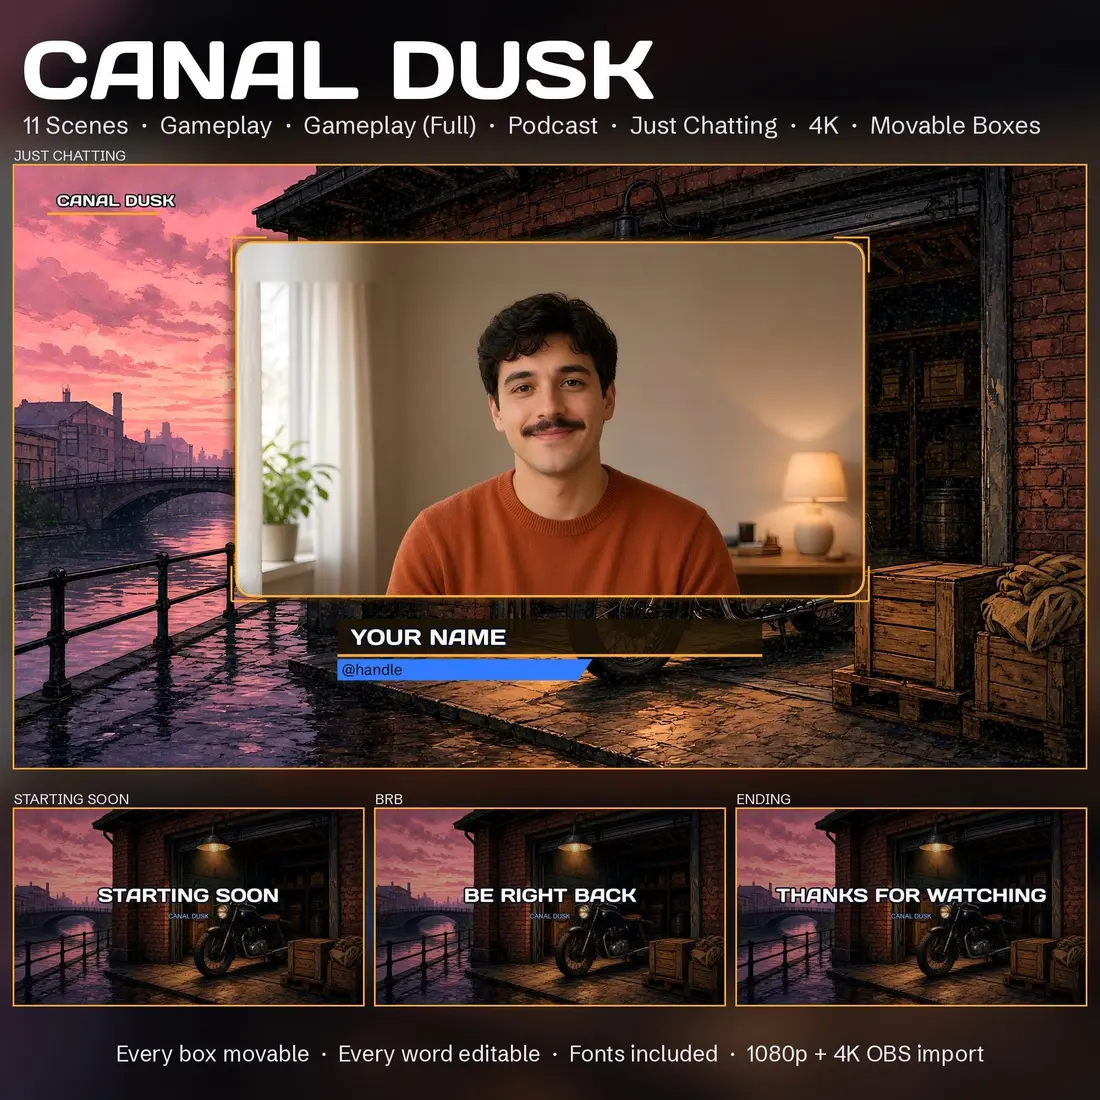 CANAL DUSK
11 Scenes · Gameplay · Gameplay (Full) · Podcast · Just Chatting · 4K · Movable Boxes
JUST CHATTING
CANAL DUSK
YOUR NAME
@handle
STARTING SOON
BRB
ENDING
STARTING SOON
CANAL DUSK
BE RIGHT BACK
CANAL DUSK
THANKS FOR WATCHING
CANAL DUSK
Every box movable · Every word editable · Fonts included · 1080p + 4K OBS import